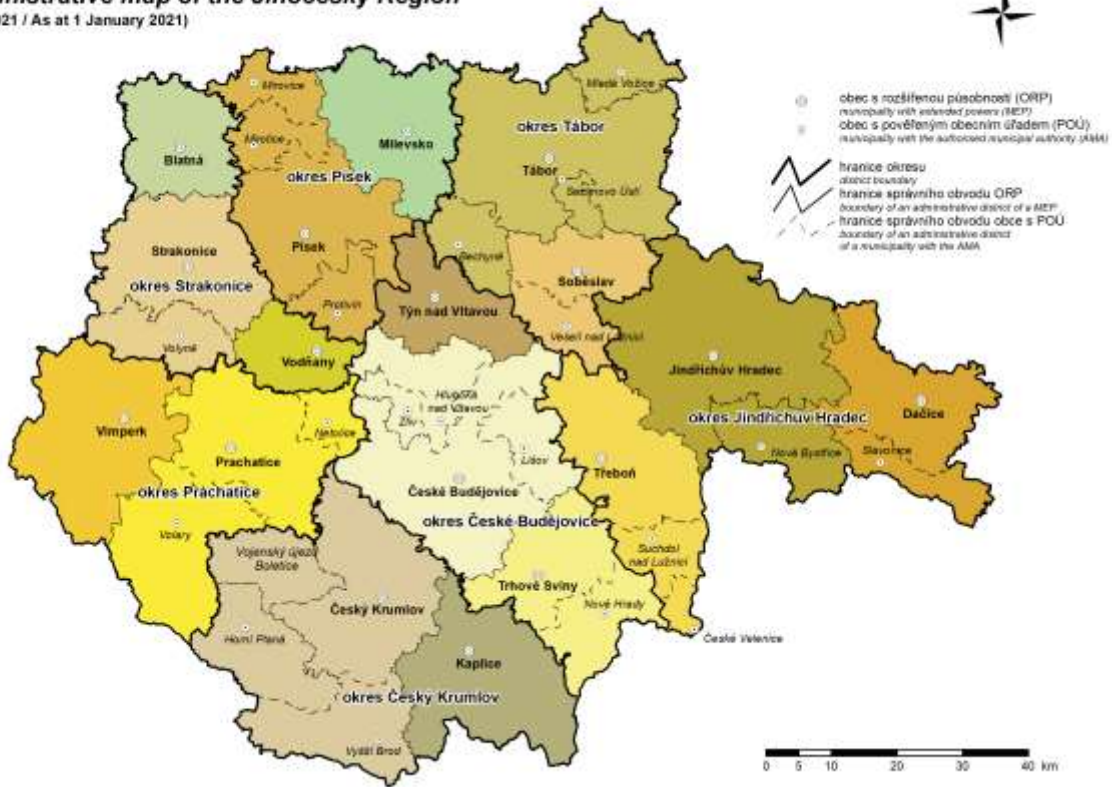 ministrative map of the Jihočeský Region
021 / As at 1 January 2021)
obec s rozšířenou působností (ORP)
municipality with extended powers (MEP)
obec s pověřeným obecním úřadem (POÚ)
municipality with the authorised municipal authority (AMA)
hranice okresu
district boundary
hranice správního obvodu ORP
boundary of an administrative district of a MEP
hranice správního obvodu obce s POÚ
boundary of an administrative district
of a municipality with the AMA
Mladá Vožice
Mirovice
okres Tábor
Milevsko
Mirotice
Blatná
okres Písek
Tábor
Sezimovo Ústí
Písek
Bechyně
Strakonice
Soběslav
okres Strakonice
Protivín
Týn nad Vltavou
Veselí nad Lužnicí
Volyně
Vodňany
Jindřichův Hradec
Hluboká
nad Vltavou
Zliv
Dačice
okres Jindřichův Hradec
Vimperk
Netolice
Nová Bystřice
Slavonice
Prachatice
Lišov
Třeboň
České Budějovice
okres Prachatice
okres České Budějovice
Volary
Suchdol
nad Lužnicí
Vojenský újezd
Boletice
Trhové Sviny
Český Krumlov
Nové Hrady
Horní Planá
České Velenice
Kaplice
okres Český Krumlov
Vyšší Brod
0 5 10 20 30 40 km